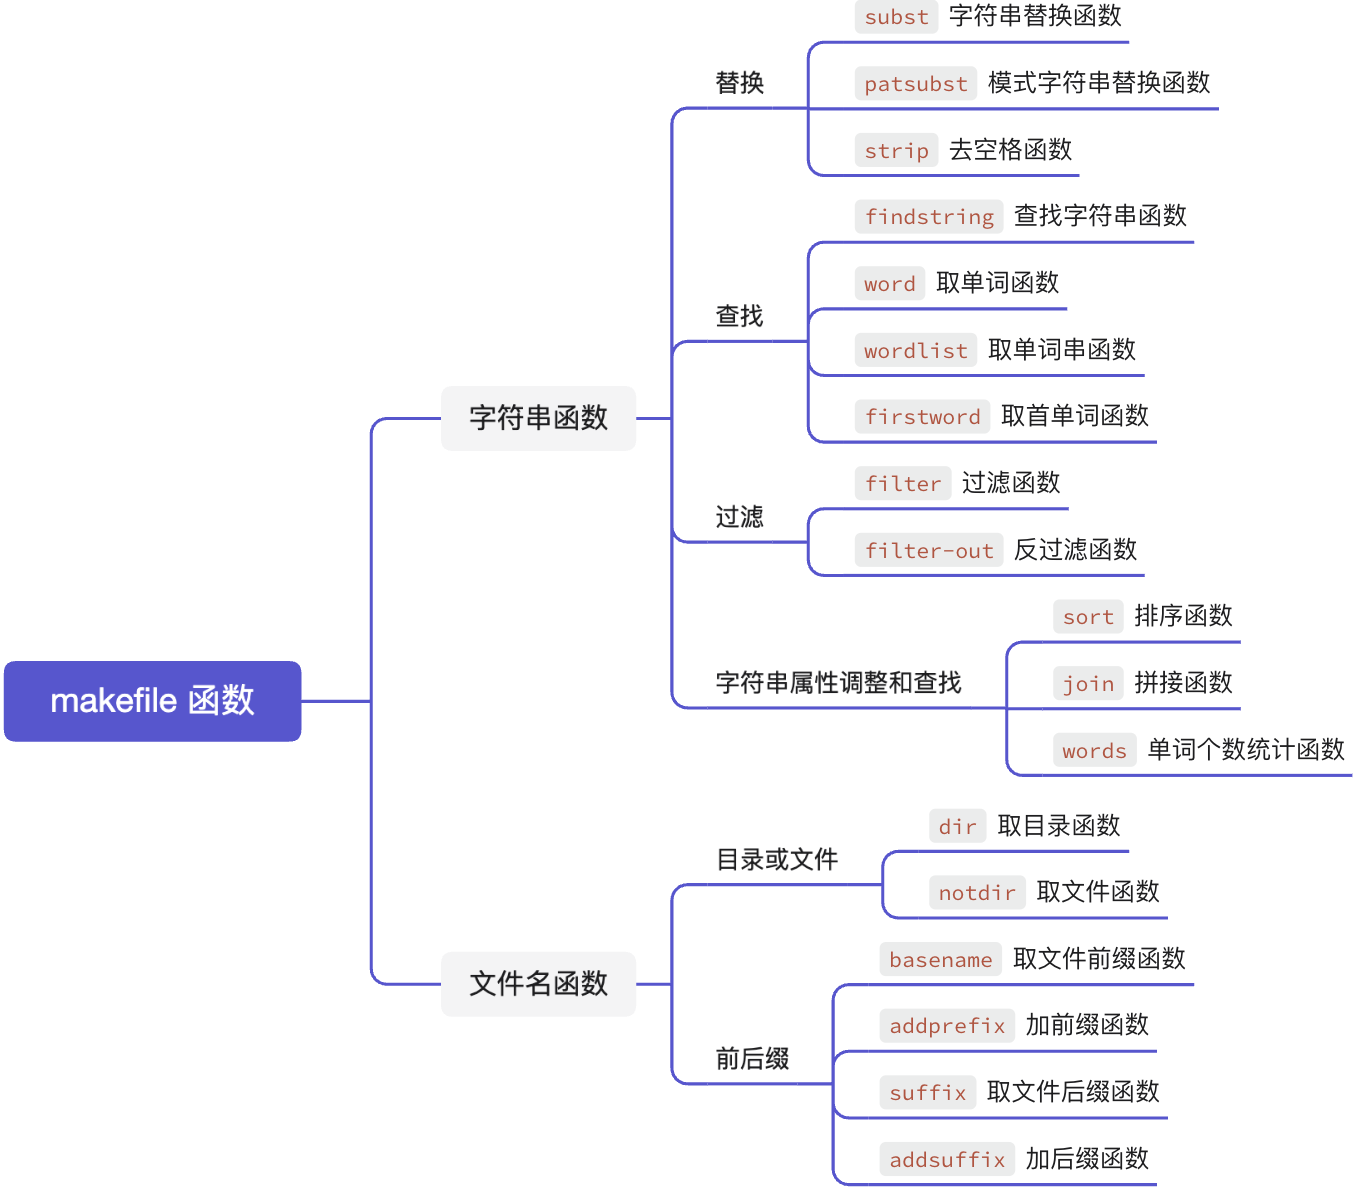 makefile 函数
字符串函数
替换
subst 字符串替换函数
patsubst 模式字符串替换函数
strip 去空格函数
查找
findstring 查找字符串函数
word 取单词函数
wordlist 取单词串函数
firstword 取首单词函数
过滤
filter 过滤函数
filter-out 反过滤函数
字符串属性调整和查找
sort 排序函数
join 拼接函数
words 单词个数统计函数
文件名函数
目录或文件
dir 取目录函数
notdir 取文件函数
前后缀
basename 取文件前缀函数
addprefix 加前缀函数
suffix 取文件后缀函数
addsuffix 加后缀函数